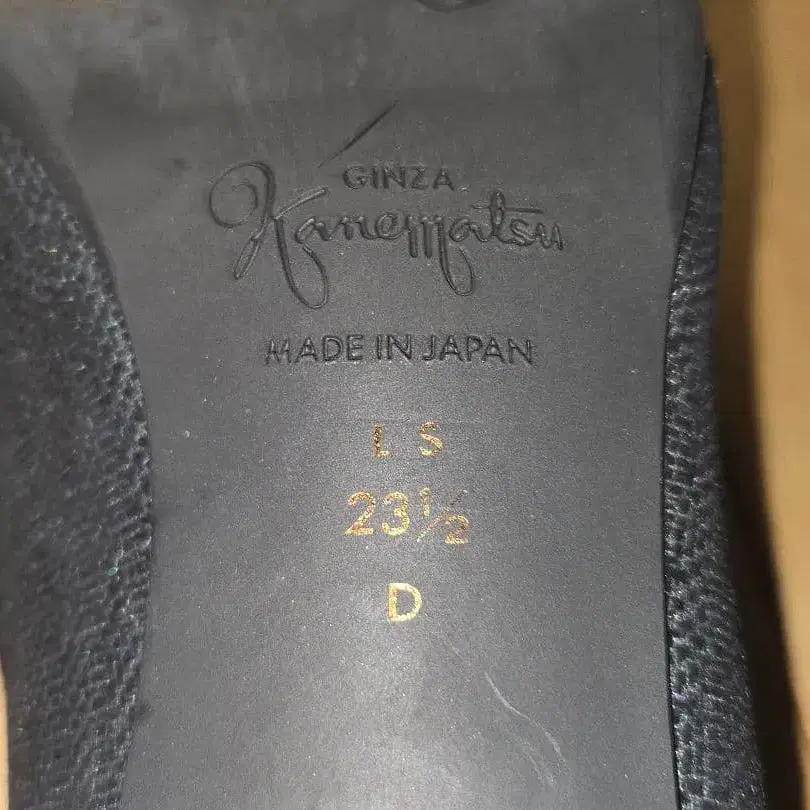 GINZA
Kanematsu
MADE IN JAPAN
L S
23½
D